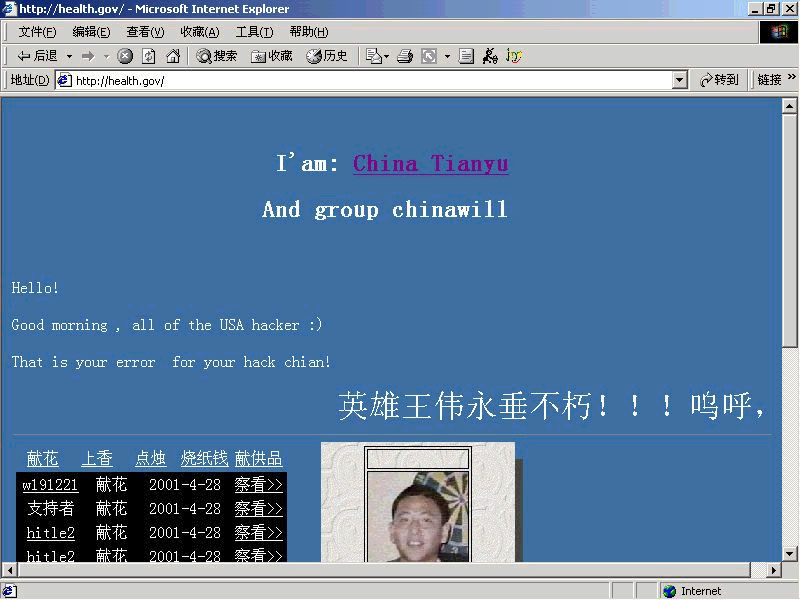 http://health.gov/ - Microsoft Internet Explorer
文件(F) 编辑(E) 查看(V) 收藏(A) 工具(T) 帮助(H)
后退 搜索 收藏 历史
地址(D) http://health.gov/ 转到 链接 »
I'am: China Tianyu
And group chinawill
Hello!
Good morning , all of the USA hacker :)
That is your error  for your hack chian!
英雄王伟永垂不朽！！！呜呼，
献花 上香 点烛 烧纸钱 献供品
w191221 献花 2001-4-28 察看>>
支持者 献花 2001-4-28 察看>>
hitle2 献花 2001-4-28 察看>>
hitle2 献花 2001-4-28 察看>>
Internet